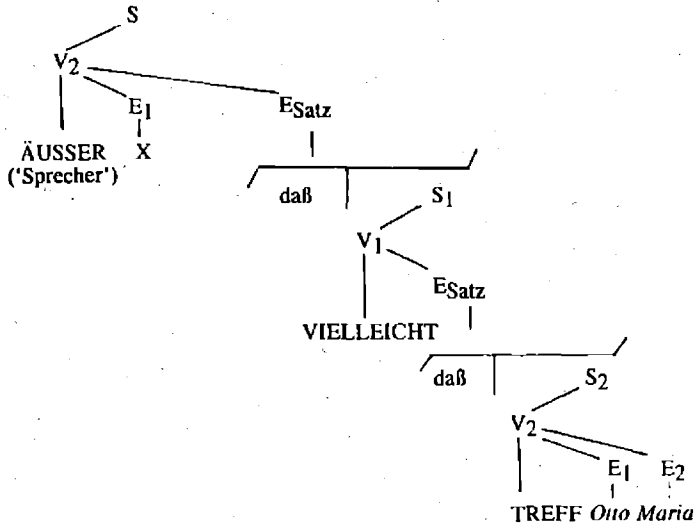 S
V2
E1 ESatz
ÄUSSER X
('Sprecher')
daß
S1
V1
ESatz
VIELLEICHT
daß
S2
V2
E1 E2
TREFF Otto Maria